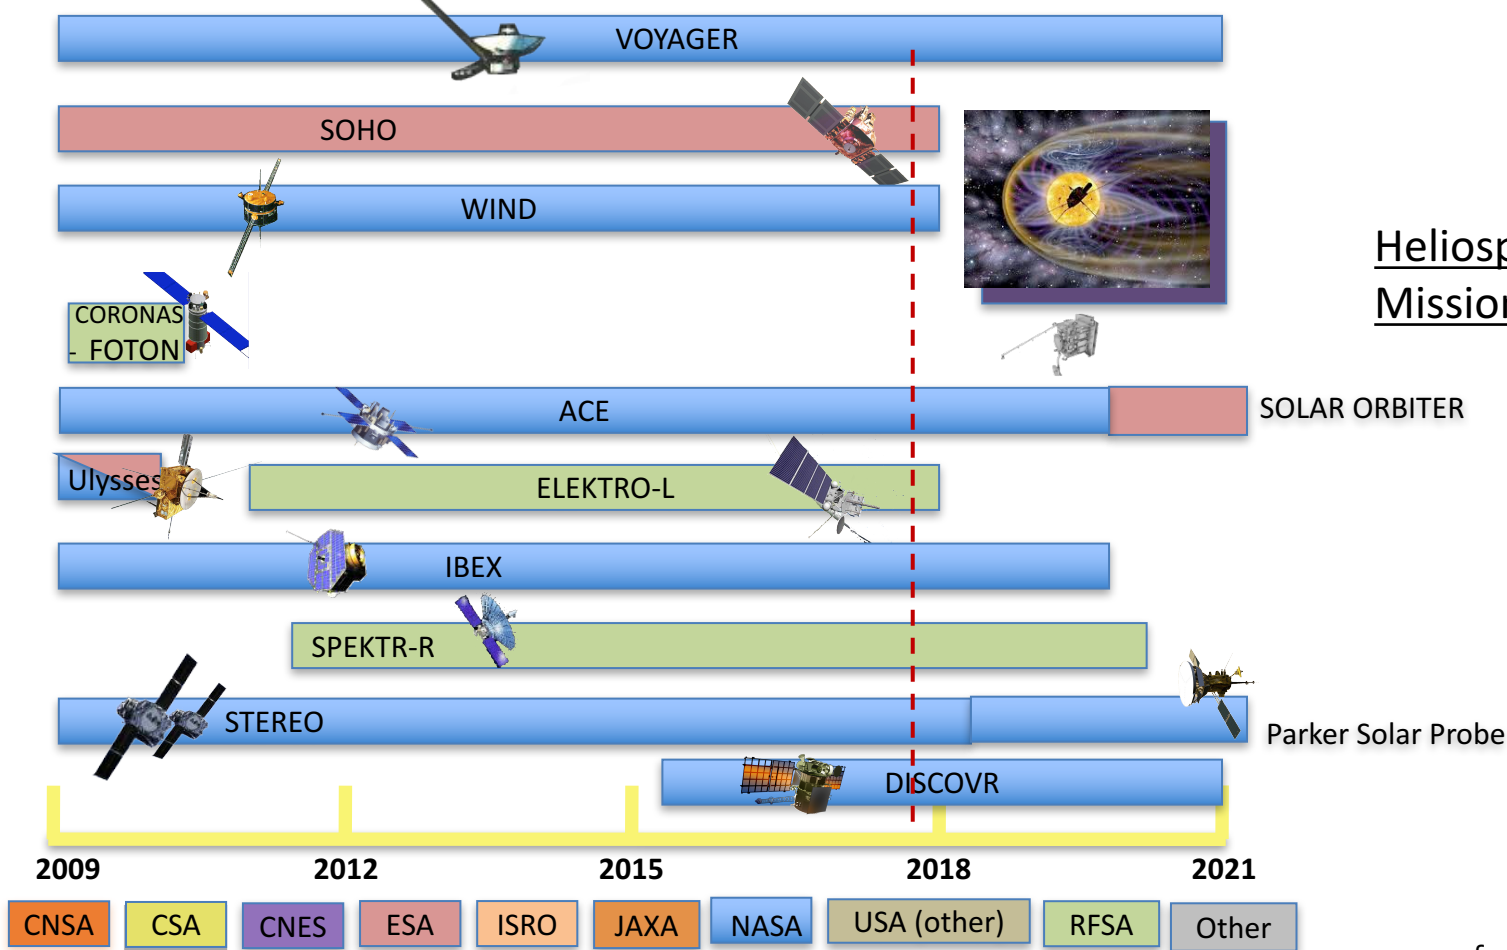 VOYAGER
SOHO
WIND
Heliosp
Mission
CORONAS
- FOTON
ACE
SOLAR ORBITER
Ulysses
ELEKTRO-L
IBEX
SPEKTR-R
STEREO
Parker Solar Probe
DISCOVR
2009 2012 2015 2018 2021
CNSA CSA CNES ESA ISRO JAXA NASA USA (other) RFSA Other